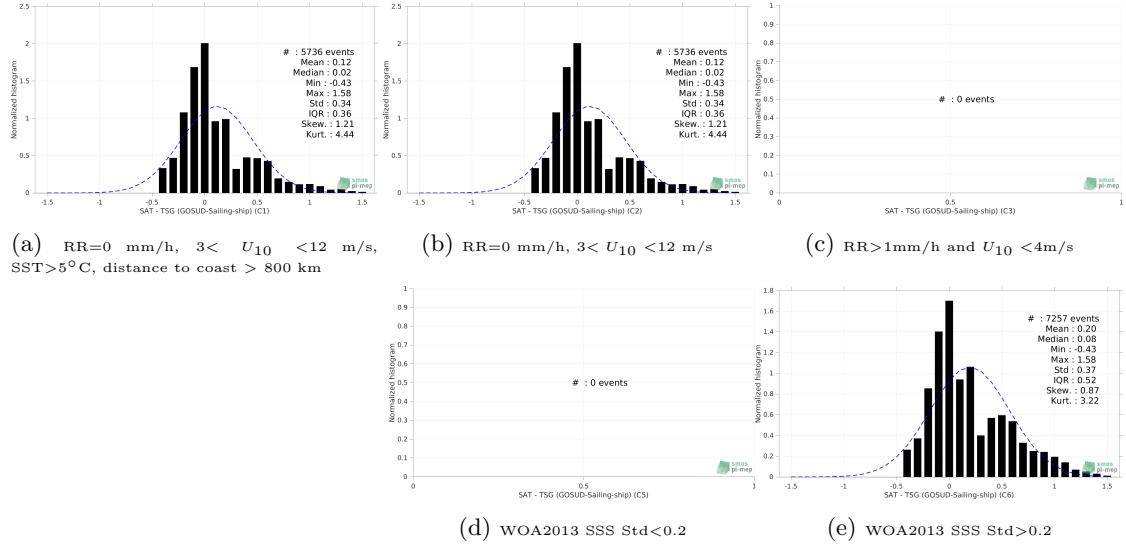 2.5
2
1.5
1
0.5
0
Normalized histogram
# : 5736 events
Mean : 0.12
Median : 0.02
Min : -0.43
Max : 1.58
Std : 0.34
IQR : 0.36
Skew. : 1.21
Kurt. : 4.44
smos
pi-mep
-1.5 -1 -0.5 0 0.5 1 1.5
SAT - TSG (GOSUD-Sailing-ship) (C1)
(a) RR=0 mm/h, 3< U10 <12 m/s,
SST>5°C, distance to coast > 800 km
2.5
2
1.5
1
0.5
0
Normalized histogram
# : 5736 events
Mean : 0.12
Median : 0.02
Min : -0.43
Max : 1.58
Std : 0.34
IQR : 0.36
Skew. : 1.21
Kurt. : 4.44
smos
pi-mep
-1.5 -1 -0.5 0 0.5 1 1.5
SAT - TSG (GOSUD-Sailing-ship) (C2)
(b) RR=0 mm/h, 3< U10 <12 m/s
1
0.9
0.8
0.7
0.6
0.5
0.4
0.3
0.2
0.1
0
Normalized histogram
# : 0 events
smos
pi-mep
0 0.5 1
SAT - TSG (GOSUD-Sailing-ship) (C3)
(c) RR>1mm/h and U10 <4m/s
1
0.9
0.8
0.7
0.6
0.5
0.4
0.3
0.2
0.1
0
Normalized histogram
# : 0 events
smos
pi-mep
0 0.5 1
SAT - TSG (GOSUD-Sailing-ship) (C5)
(d) WOA2013 SSS Std<0.2
1.8
1.6
1.4
1.2
1
0.8
0.6
0.4
0.2
0
Normalized histogram
# : 7257 events
Mean : 0.20
Median : 0.08
Min : -0.43
Max : 1.58
Std : 0.37
IQR : 0.52
Skew. : 0.87
Kurt. : 3.22
smos
pi-mep
-1.5 -1 -0.5 0 0.5 1 1.5
SAT - TSG (GOSUD-Sailing-ship) (C6)
(e) WOA2013 SSS Std>0.2